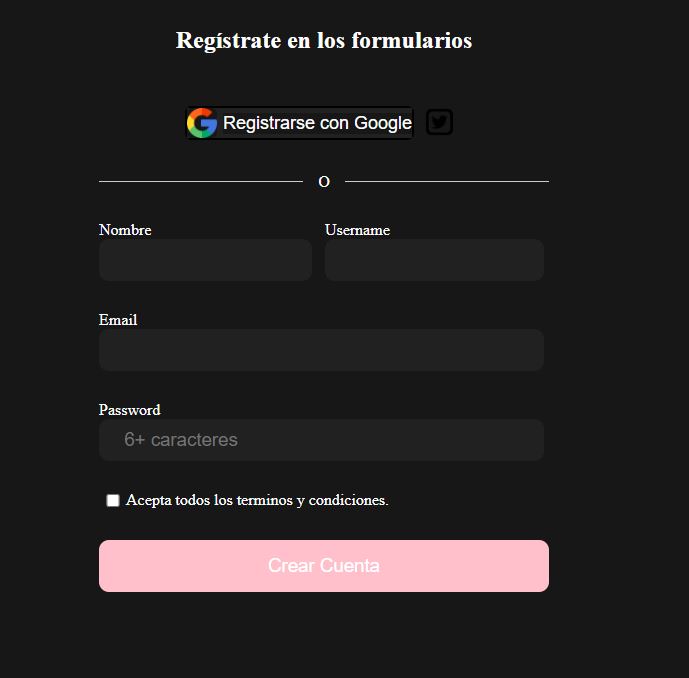 Regístrate en los formularios
Registrarse con Google
O
Nombre
Username
Email
Password
6+ caracteres
Acepta todos los terminos y condiciones.
Crear Cuenta